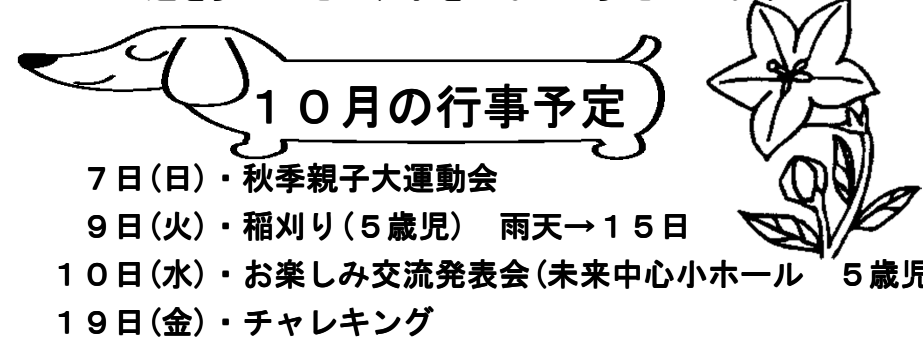 １０月の行事予定
７日(日)・秋季親子大運動会
９日(火)・稲刈り(５歳児)　雨天→１５日
１０日(水)・お楽しみ交流発表会(未来中心小ホール　５歳児
１９日(金)・チャレキング